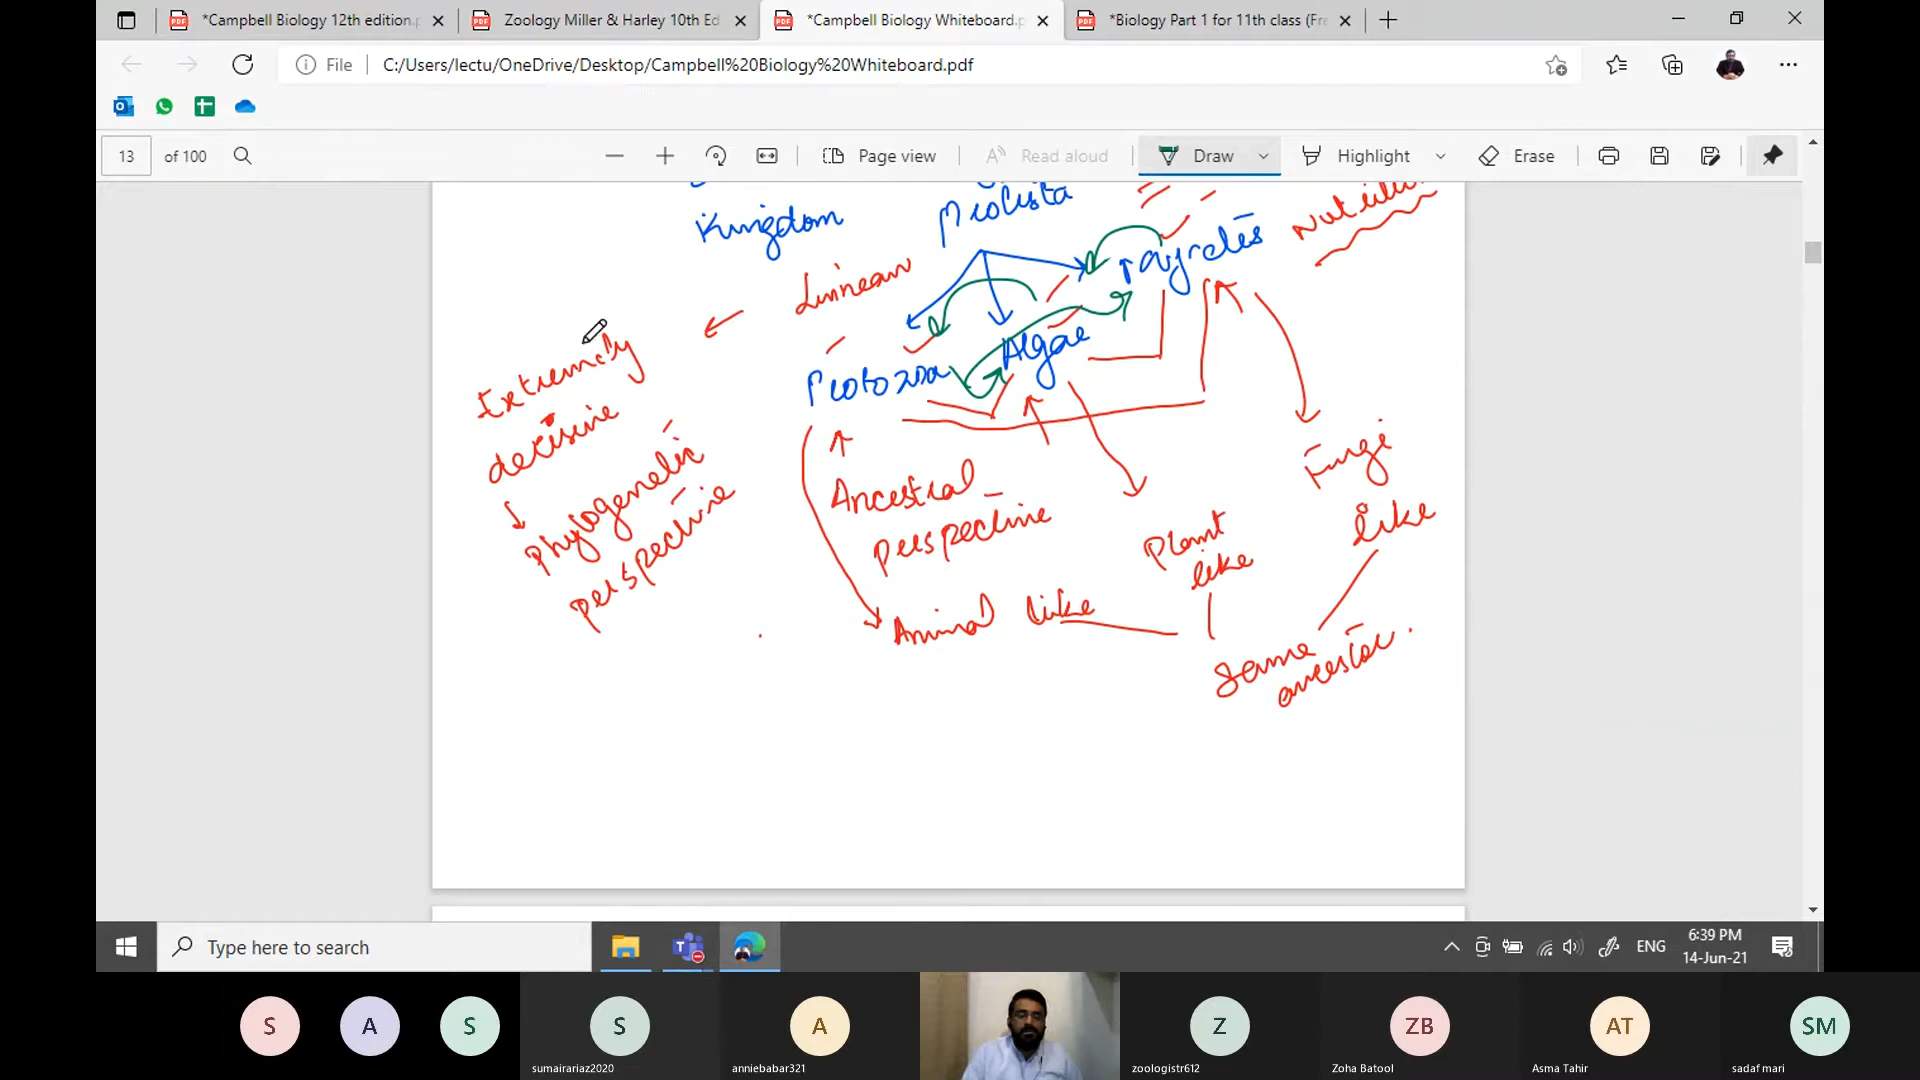 *Campbell Biology 12th edition.p
Zoology Miller & Harley 10th Ed
*Campbell Biology Whiteboard.p
*Biology Part 1 for 11th class (Fre
File
C:/Users/lectu/OneDrive/Desktop/Campbell%20Biology%20Whiteboard.pdf
13
of 100
Page view
Read aloud
Draw
Highlight
Erase
Kingdom
Protista
Linnean
Algae
Protozoa
Extremely
decisive
phylogenetic
perspective
Ancestral
perspective
Animal like
Plant
like
Fungi
like
Same
ancestor.
Type here to search
ENG
6:39 PM
14-Jun-21
S
A
S
S
A
Z
ZB
AT
SM
sumairariaz2020
anniebabar321
zoologistr612
Zoha Batool
Asma Tahir
sadaf mari